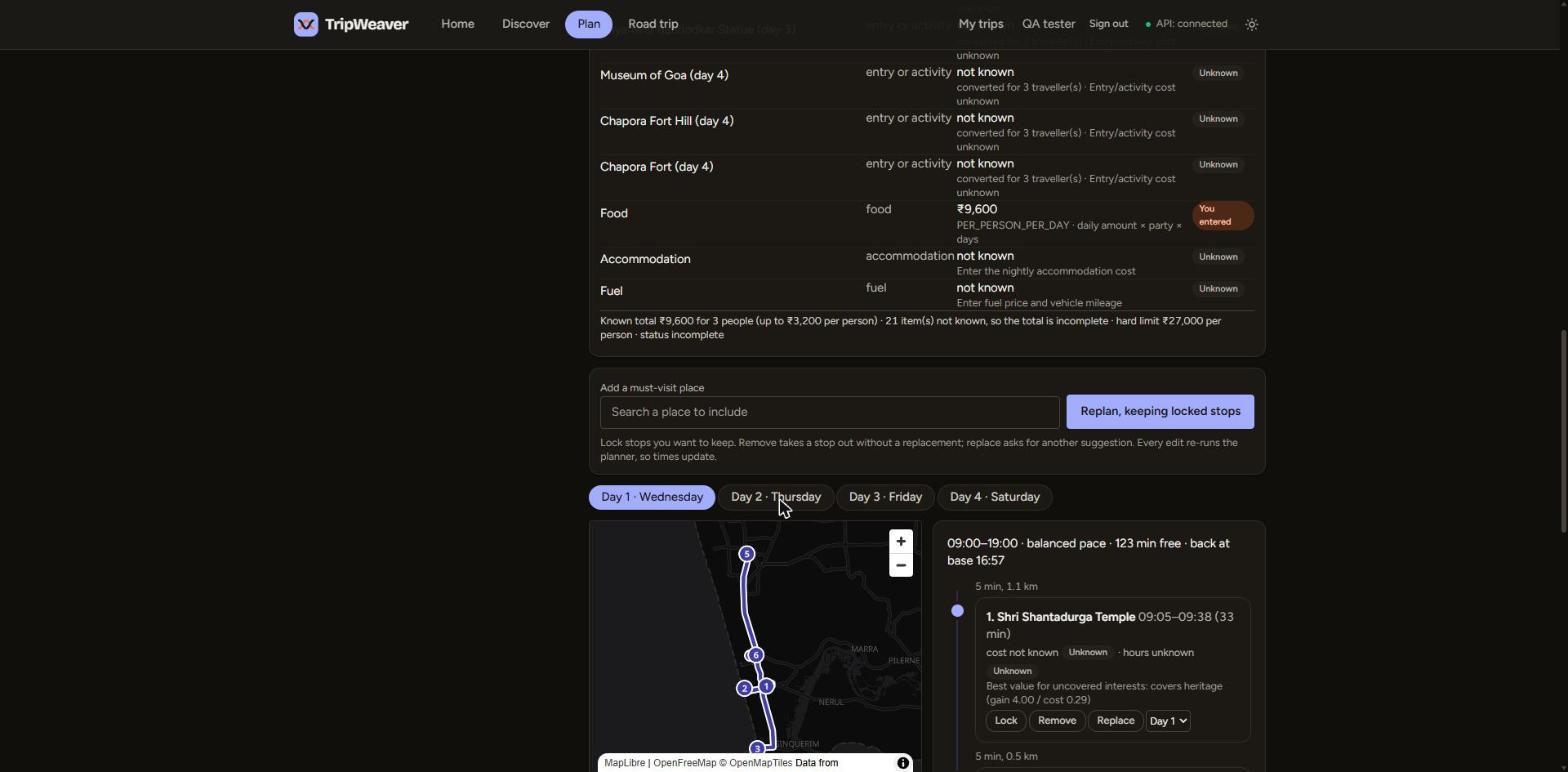 TripWeaver
Home
Discover
Plan
Road trip
My trips
QA tester
Sign out
API: connected
unknown
Museum of Goa (day 4)
entry or activity
not known
Unknown
converted for 3 traveller(s) · Entry/activity cost
unknown
Chapora Fort Hill (day 4)
entry or activity
not known
Unknown
converted for 3 traveller(s) · Entry/activity cost
unknown
Chapora Fort (day 4)
entry or activity
not known
Unknown
converted for 3 traveller(s) · Entry/activity cost
unknown
Food
food
₹9,600
You
entered
PER_PERSON_PER_DAY · daily amount × party ×
days
Accommodation
accommodation
not known
Unknown
Enter the nightly accommodation cost
Fuel
fuel
not known
Unknown
Enter fuel price and vehicle mileage
Known total ₹9,600 for 3 people (up to ₹3,200 per person) · 21 item(s) not known, so the total is incomplete · hard limit ₹27,000 per
person · status incomplete
Add a must-visit place
Search a place to include
Replan, keeping locked stops
Lock stops you want to keep. Remove takes a stop out without a replacement; replace asks for another suggestion. Every edit re-runs the
planner, so times update.
Day 1 · Wednesday
Day 2 · Thursday
Day 3 · Friday
Day 4 · Saturday
+
−
5
6
2
1
3
MARRA
PILERNE
NERUL
MapLibre | OpenFreeMap © OpenMapTiles Data from
09:00–19:00 · balanced pace · 123 min free · back at
base 16:57
5 min, 1.1 km
1. Shri Shantadurga Temple 09:05–09:38 (33
min)
cost not known Unknown · hours unknown
Unknown
Best value for uncovered interests: covers heritage
(gain 4.00 / cost 0.29)
Lock
Remove
Replace
Day 1
5 min, 0.5 km